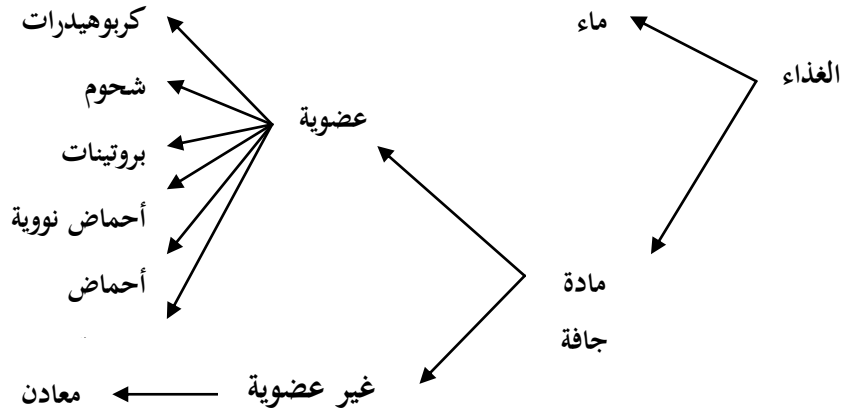 الغذاء
ماء
مادة
جافة
عضوية
كربوهيدرات
شحوم
بروتينات
أحماض نووية
أحماض
غير عضوية
معادن